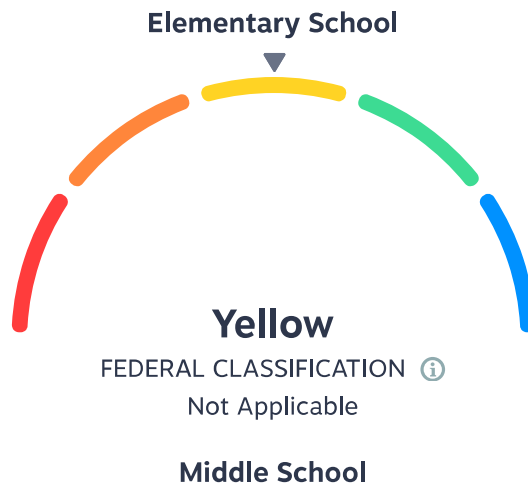 Elementary School
Yellow
FEDERAL CLASSIFICATION
Not Applicable
Middle School